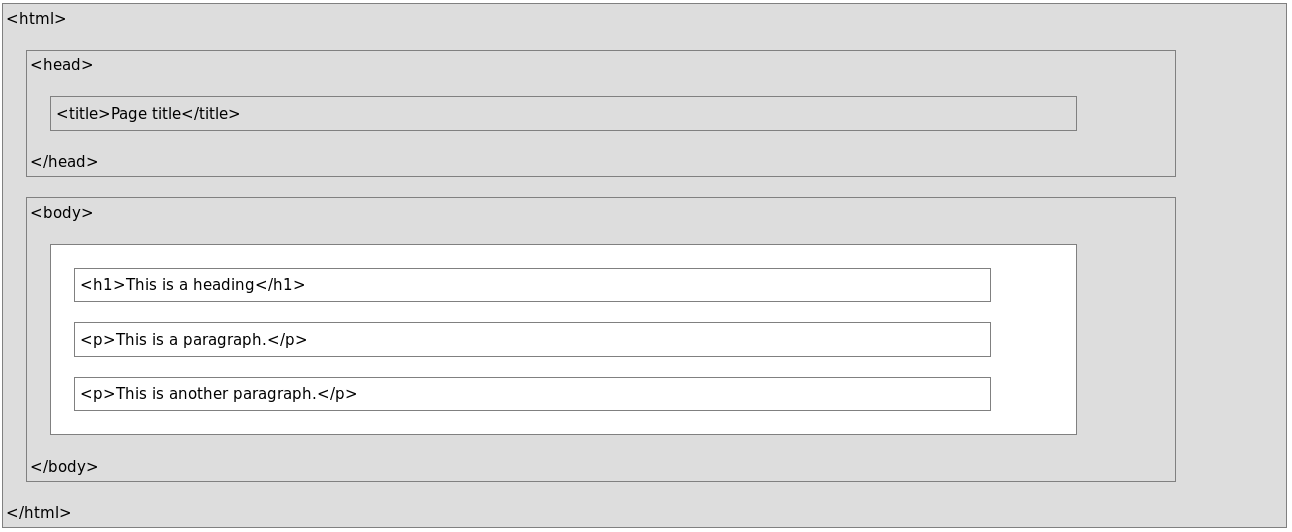 <html>
<head>
<title>Page title</title>
</head>
<body>
<h1>This is a heading</h1>
<p>This is a paragraph.</p>
<p>This is another paragraph.</p>
</body>
</html>